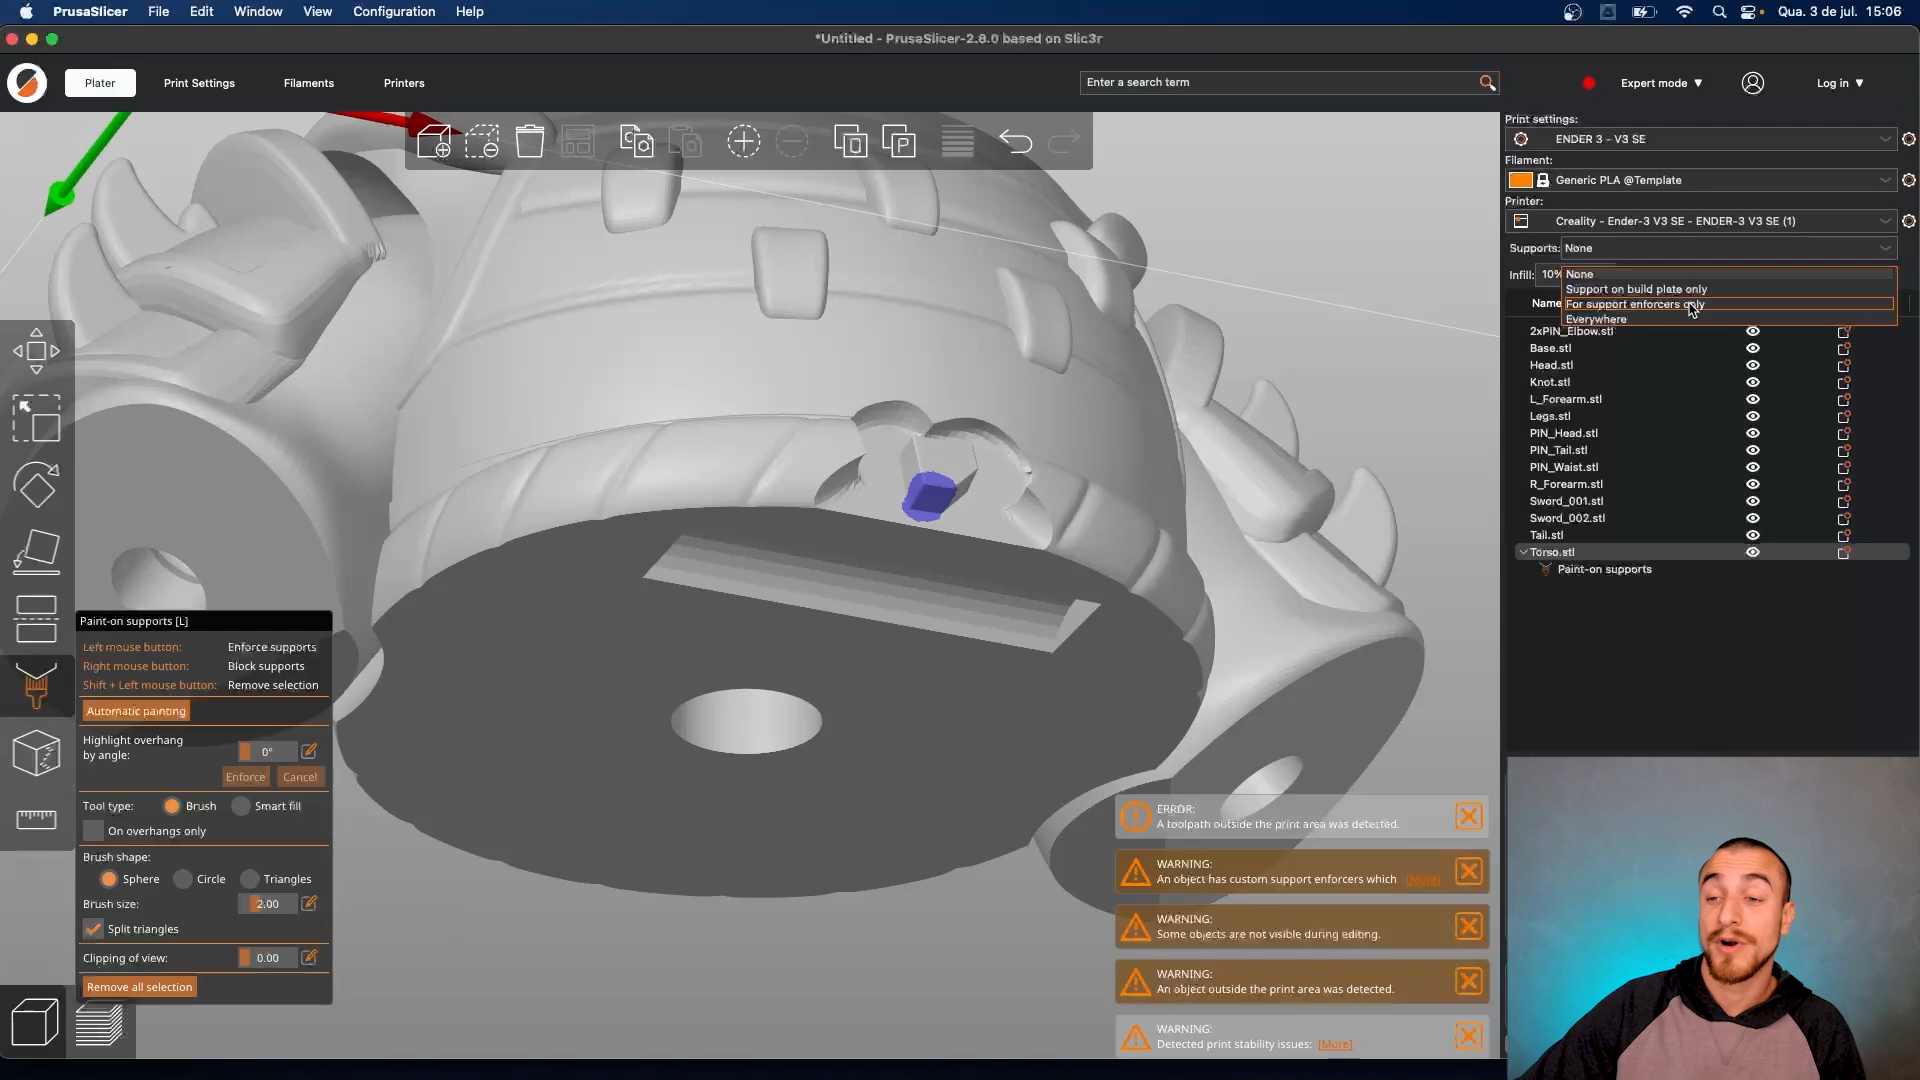 PrusaSlicer File Edit Window View Configuration Help Qua. 3 de jul. 15:06
*Untitled - PrusaSlicer-2.8.0 based on Slic3r
Plater Print Settings Filaments Printers Enter a search term Expert mode Log in
Print settings:
ENDER 3 - V3 SE
Filament:
Generic PLA @Template
Printer:
Creality - Ender-3 V3 SE - ENDER-3 V3 SE (1)
Supports: None
Infill: 10%
None
Support on build plate only
For support enforcers only
Everywhere
Name
2xPIN_Elbow.stl
Base.stl
Head.stl
Knot.stl
L_Forearm.stl
Legs.stl
PIN_Head.stl
PIN_Tail.stl
PIN_Waist.stl
R_Forearm.stl
Sword_001.stl
Sword_002.stl
Tail.stl
Torso.stl
Paint-on supports
Paint-on supports [L]
Left mouse button: Enforce supports
Right mouse button: Block supports
Shift + Left mouse button: Remove selection
Automatic painting
Highlight overhang
by angle: 0°
Enforce Cancel
Tool type: Brush Smart fill
On overhangs only
Brush shape:
Sphere Circle Triangles
Brush size: 2.00
Split triangles
Clipping of view: 0.00
Remove all selection
ERROR:
A toolpath outside the print area was detected.
WARNING:
An object has custom support enforcers which [More]
WARNING:
Some objects are not visible during editing.
WARNING:
An object outside the print area was detected.
WARNING:
Detected print stability issues: [More]